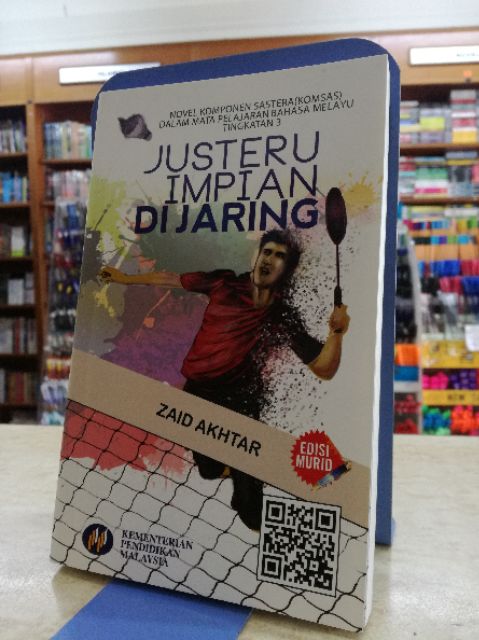 NOVEL KOMPONEN SASTERA(KOMSAS)
DALAM MATA PELAJARAN BAHASA MELAYU
TINGKATAN 3
JUSTERU
IMPIAN
DI JARING
ZAID AKHTAR
EDISI
MURID
KEMENTERIAN
PENDIDIKAN
MALAYSIA